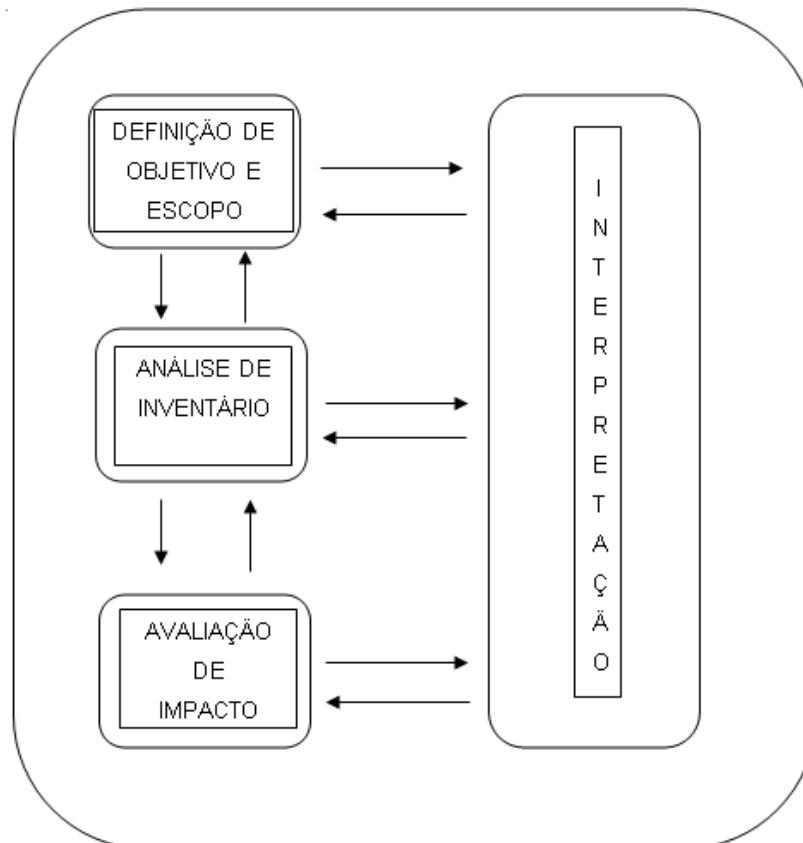 DEFINIÇÃO DE
OBJETIVO E
ESCOPO
ANÁLISE DE
INVENTÁRIO
AVALIAÇÃO
DE
IMPACTO
I
N
T
E
R
P
R
E
T
A
Ç
Ã
O